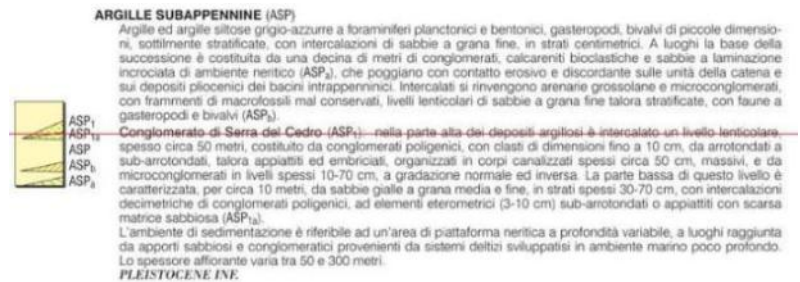 ARGILLE SUBAPPENNINE (ASP)
Argille ed argille siltose grigio-azzurre a foraminiferi planctonici e bentonici, gasteropodi, bivalvi di piccole dimensio-
ni, sottilmente stratificate, con intercalazioni di sabbie a grana fine, in strati centimetrici. A luoghi la base della
successione è costituita da una decina di metri di conglomerati, calcareniti bioclastiche e sabbie a laminazione
incrociata di ambiente neritico (ASPa), che poggiano con contatto erosivo e discordante sulle unità della catena e
sui depositi pliocenici dei bacini intrappenninici. Intercalati si rinvengono arenarie grossolane e microconglomerati,
con frammenti di macrofossili mal conservati, livelli lenticolari di sabbie a grana fine talora stratificate, con faune a
gasteropodi e bivalvi (ASPb).
Conglomerato di Serra del Cedro (ASP1): nella parte alta dei depositi argillosi è intercalato un livello lenticolare,
spesso circa 50 metri, costituito da conglomerati poligenici, con clasti di dimensioni fino a 10 cm, da arrotondati a
sub-arrotondati, talora appiattiti ed embriciati, organizzati in corpi canalizzati spessi circa 50 cm, massivi, e da
microconglomerati in livelli spessi 10-70 cm, a gradazione normale ed inversa. La parte bassa di questo livello è
caratterizzata, per circa 10 metri, da sabbie gialle a grana media e fine, in strati spessi 30-70 cm, con intercalazioni
decimetriche di conglomerati poligenici, ad elementi eterometrici (3-10 cm) sub-arrotondati o appiattiti con scarsa
matrice sabbiosa (ASP1a).
L'ambiente di sedimentazione è riferibile ad un'area di piattaforma neritica a profondità variabile, a luoghi raggiunta
da apporti sabbiosi e conglomeratici provenienti da sistemi deltizi sviluppatisi in ambiente marino poco profondo.
Lo spessore affiorante varia tra 50 e 300 metri.
PLEISTOCENE INF.
ASP1
ASP1a
ASP
ASPb
ASPa